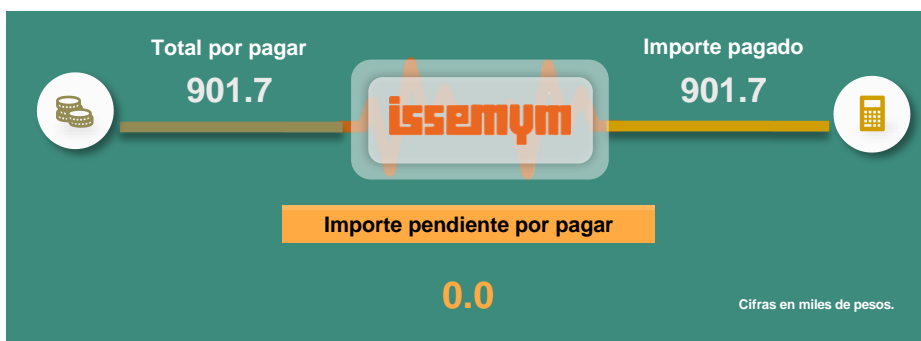 Total por pagar
901.7
Importe pagado
901.7
issemym
Importe pendiente por pagar
0.0
Cifras en miles de pesos.